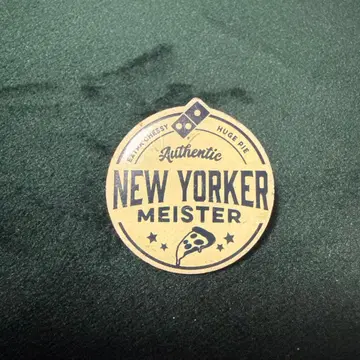 EXTRA CHEESY HUGE PIE
Authentic
NEW YORKER
MEISTER